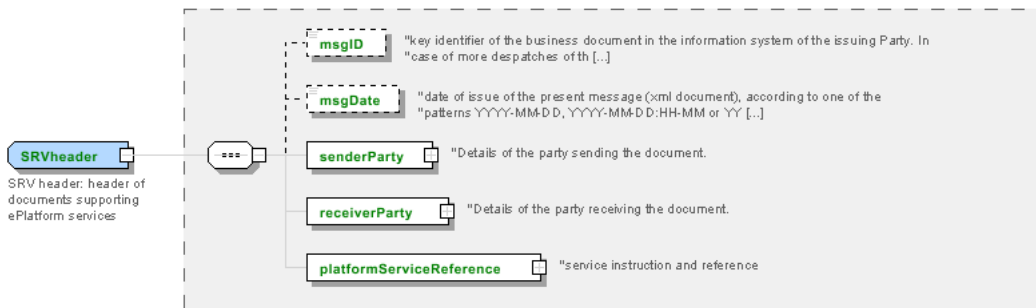 msgID
"key identifier of the business document in the information system of the issuing Party. In
"case of more despatches of th [...]
msgDate
"date of issue of the present message (xml document), according to one of the
"patterns YYYY-MM-DD, YYYY-MM-DD:HH-MM or YY [...]
SRVheader
SRV header: header of
documents supporting
ePlatform services
senderParty
"Details of the party sending the document.
receiverParty
"Details of the party receiving the document.
platformServiceReference
"service instruction and reference